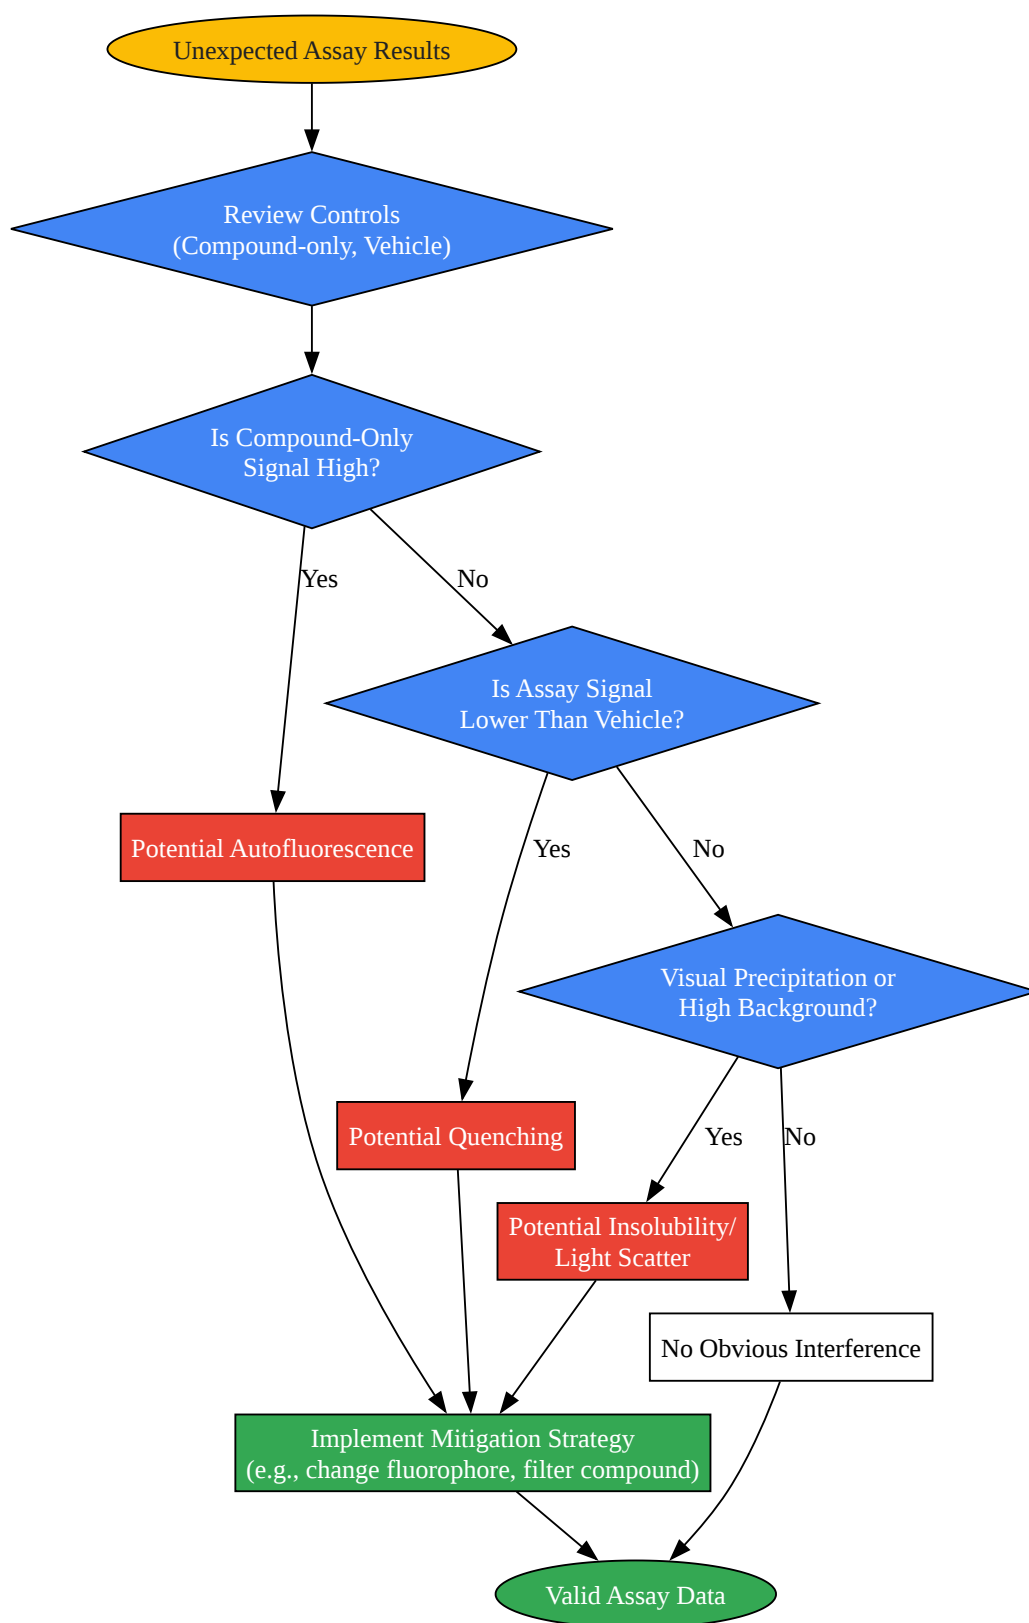 Unexpected Assay Results
Review Controls
(Compound-only, Vehicle)
Is Compound-Only
Signal High?
Yes
No
Is Assay Signal
Lower Than Vehicle?
Potential Autofluorescence
Yes
No
Visual Precipitation or
High Background?
Potential Quenching
Yes
No
Potential Insolubility/
Light Scatter
No Obvious Interference
Implement Mitigation Strategy
(e.g., change fluorophore, filter compound)
Valid Assay Data